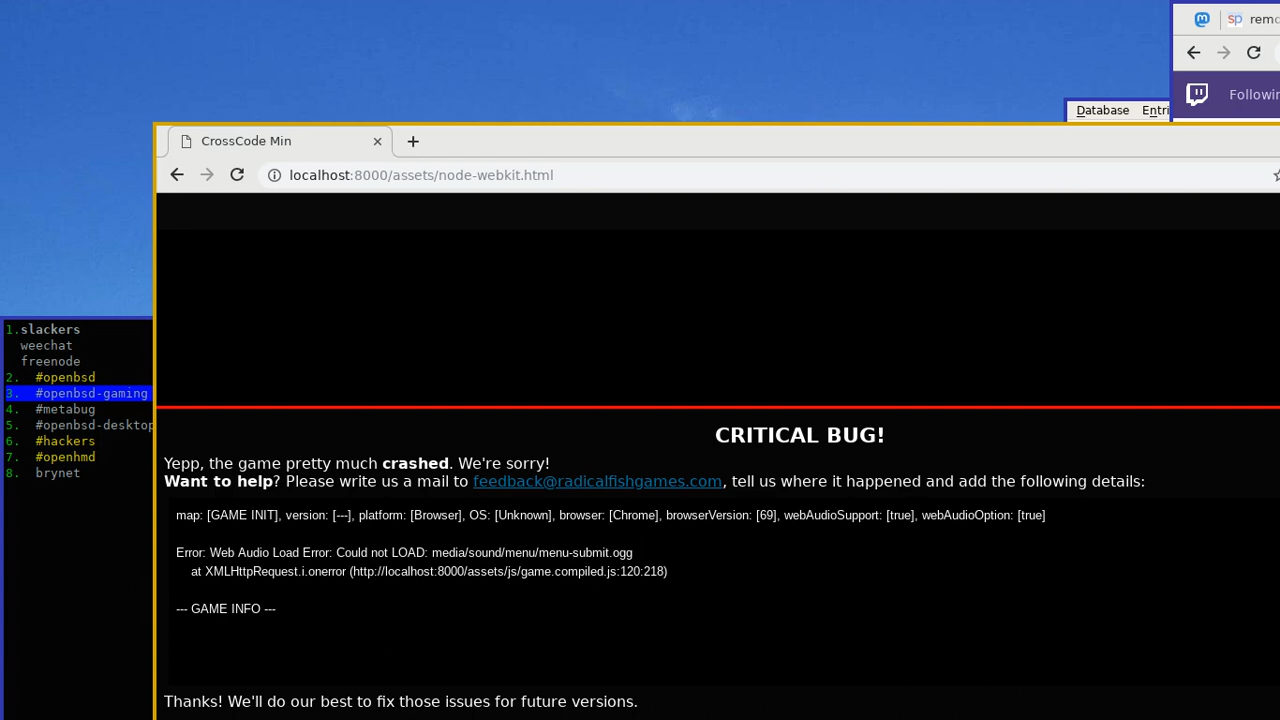 sp remo
Followin
Database Entri
CrossCode Min
localhost:8000/assets/node-webkit.html
1.slackers
weechat
freenode
2. #openbsd
3. #openbsd-gaming
4. #metabug
5. #openbsd-desktop
6. #hackers
7. #openhmd
8. brynet
CRITICAL BUG!
Yepp, the game pretty much crashed. We're sorry!
Want to help? Please write us a mail to feedback@radicalfishgames.com, tell us where it happened and add the following details:
map: [GAME INIT], version: [---], platform: [Browser], OS: [Unknown], browser: [Chrome], browserVersion: [69], webAudioSupport: [true], webAudioOption: [true]
Error: Web Audio Load Error: Could not LOAD: media/sound/menu/menu-submit.ogg
at XMLHttpRequest.i.onerror (http://localhost:8000/assets/js/game.compiled.js:120:218)
--- GAME INFO ---
Thanks! We'll do our best to fix those issues for future versions.